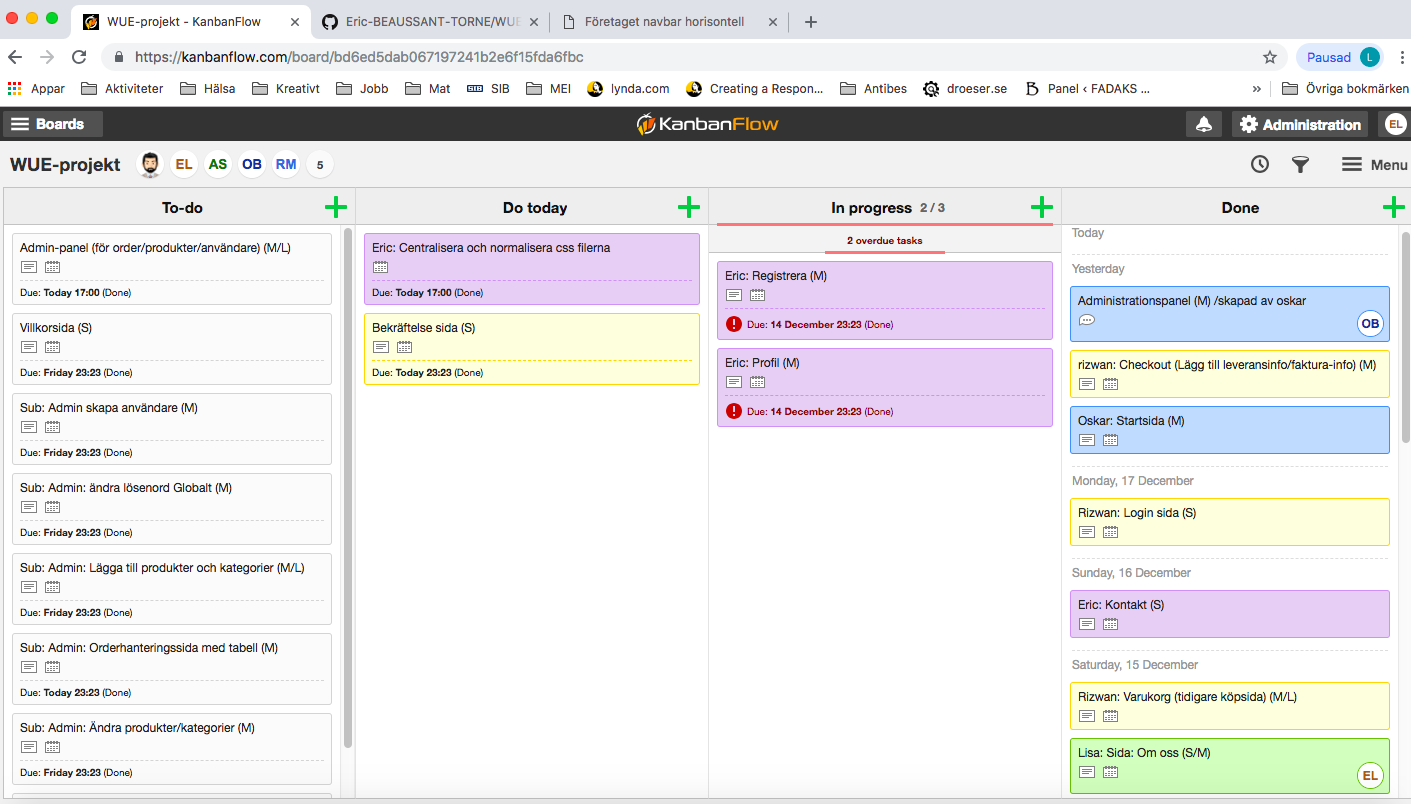 WUE-projekt - KanbanFlow
Eric-BEAUSSANT-TORNE/WUE
Företaget navbar horisontell
https://kanbanflow.com/board/bd6ed5dab067197241b2e6f15fda6fbc
Pausad L
Appar Aktiviteter Hälsa Kreativt Jobb Mat SIB SIB MEI lynda.com Creating a Respon... Antibes droeser.se Panel ‹ FADAKS ... » Övriga bokmärken
Boards
KanbanFlow
Administration
EL
WUE-projekt
EL AS OB RM 5
Menu
To-do
Admin-panel (för order/produkter/användare) (M/L)
Due: Today 17:00 (Done)
Villkorsida (S)
Due: Friday 23:23 (Done)
Sub: Admin skapa användare (M)
Due: Friday 23:23 (Done)
Sub: Admin: ändra lösenord Globalt (M)
Due: Friday 23:23 (Done)
Sub: Admin: Lägga till produkter och kategorier (M/L)
Due: Friday 23:23 (Done)
Sub: Admin: Orderhanteringssida med tabell (M)
Due: Today 23:23 (Done)
Sub: Admin: Ändra produkter/kategorier (M)
Due: Friday 23:23 (Done)
Do today
Eric: Centralisera och normalisera css filerna
Due: Today 17:00 (Done)
Bekräftelse sida (S)
Due: Today 23:23 (Done)
In progress 2 / 3
2 overdue tasks
Eric: Registrera (M)
Due: 14 December 23:23 (Done)
Eric: Profil (M)
Due: 14 December 23:23 (Done)
Done
Today
Yesterday
Administrationspanel (M) /skapad av oskar
OB
rizwan: Checkout (Lägg till leveransinfo/faktura-info) (M)
Oskar: Startsida (M)
Monday, 17 December
Rizwan: Login sida (S)
Sunday, 16 December
Eric: Kontakt (S)
Saturday, 15 December
Rizwan: Varukorg (tidigare köpsida) (M/L)
Lisa: Sida: Om oss (S/M)
EL